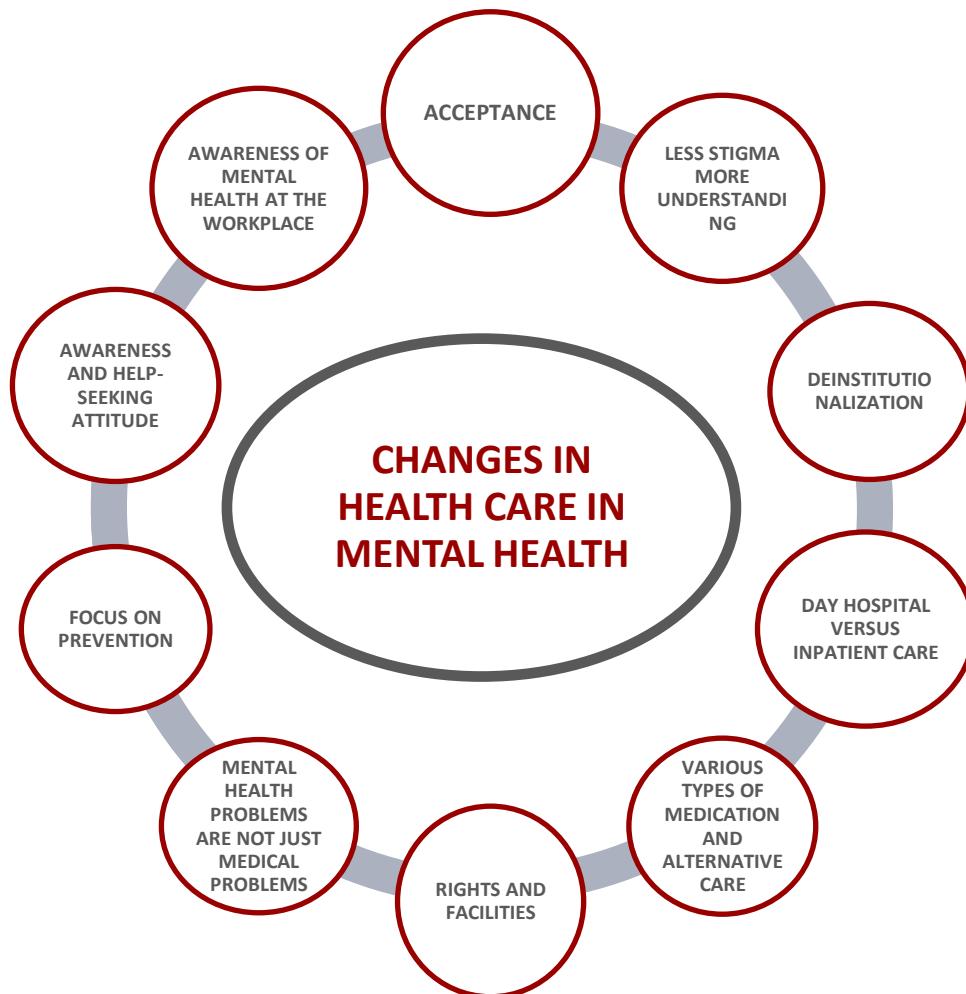 ACCEPTANCE
LESS STIGMA
MORE
UNDERSTANDI
NG
DEINSTITUTIO
NALIZATION
DAY HOSPITAL
VERSUS
INPATIENT CARE
VARIOUS
TYPES OF
MEDICATION
AND
ALTERNATIVE
CARE
RIGHTS AND
FACILITIES
MENTAL
HEALTH
PROBLEMS
ARE NOT JUST
MEDICAL
PROBLEMS
FOCUS ON
PREVENTION
AWARENESS
AND HELP-
SEEKING
ATTITUDE
AWARENESS OF
MENTAL
HEALTH AT THE
WORKPLACE
CHANGES IN
HEALTH CARE IN
MENTAL HEALTH